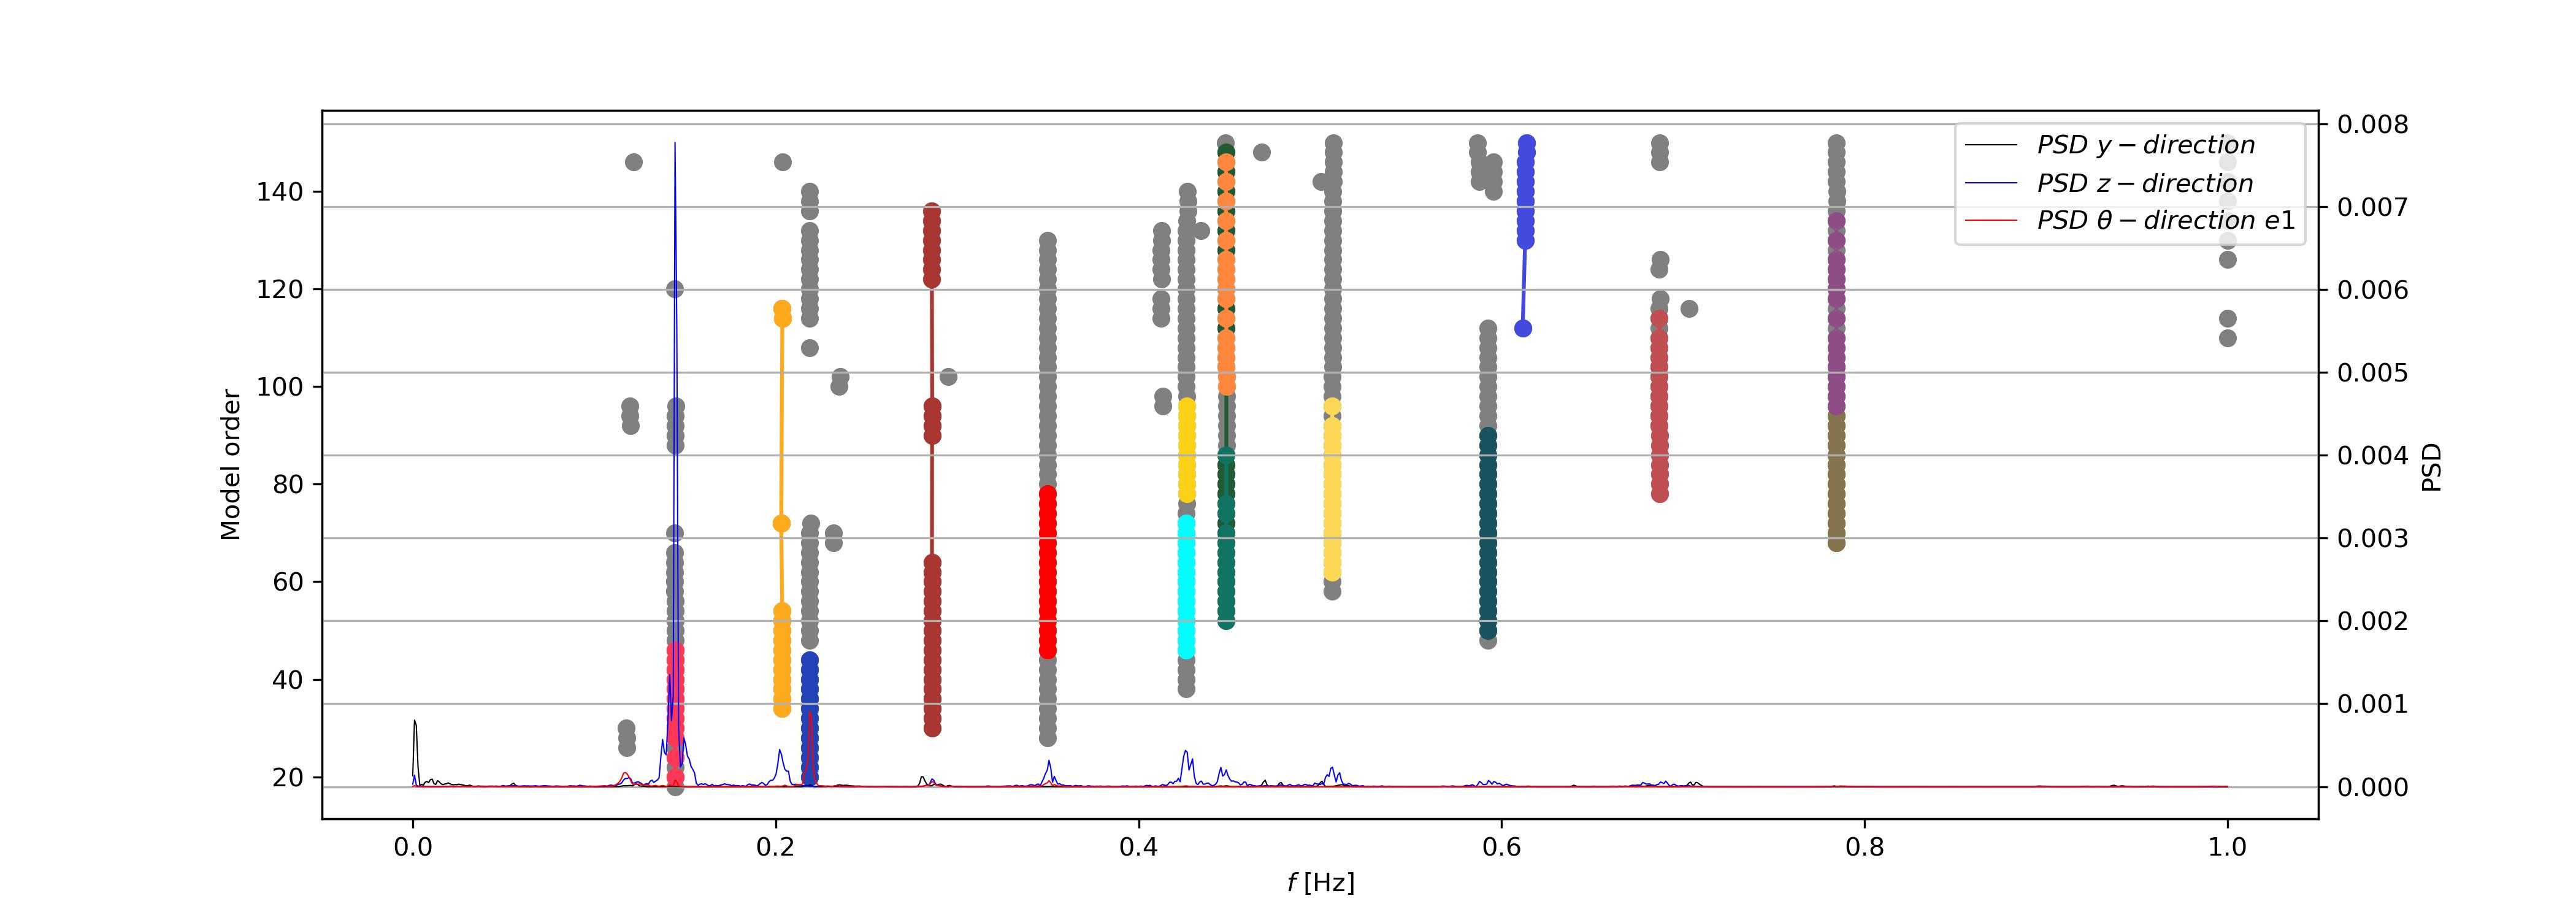 PSD y − direction
PSD z − direction
PSD θ − direction e1
140
120
100
80
60
40
20
Model order
0.008
0.007
0.006
0.005
0.004
0.003
0.002
0.001
0.000
PSD
0.0 0.2 0.4 0.6 0.8 1.0
f [Hz]